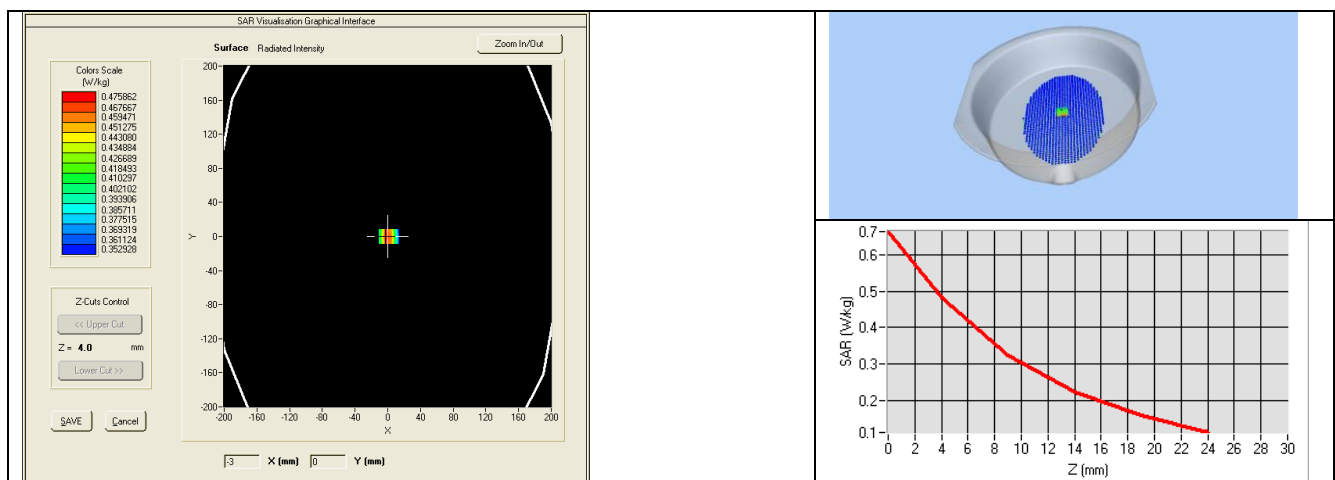 SAR Visualisation Graphical Interface
Surface Radiated Intensity
Zoom In/Out
Colors Scale
(W/kg)
0.475862
0.467667
0.459471
0.451275
0.443080
0.434884
0.426689
0.418493
0.410297
0.402102
0.393906
0.385711
0.377515
0.369319
0.361124
0.352928
Z-Cuts Control
<< Upper Cut
Z = 4.0 mm
Lower Cut >>
SAVE Cancel
200
160
120
80
40
0
-40
-80
-120
-160
-200
Y
-200 -160 -120 -80 -40 0 40 80 120 160 200
X
-3 X (mm) 0 Y (mm)
0.7
0.6
0.5
0.4
0.3
0.2
0.1
SAR (W/kg)
0 2 4 6 8 10 12 14 16 18 20 22 24 26 28 30
Z (mm)